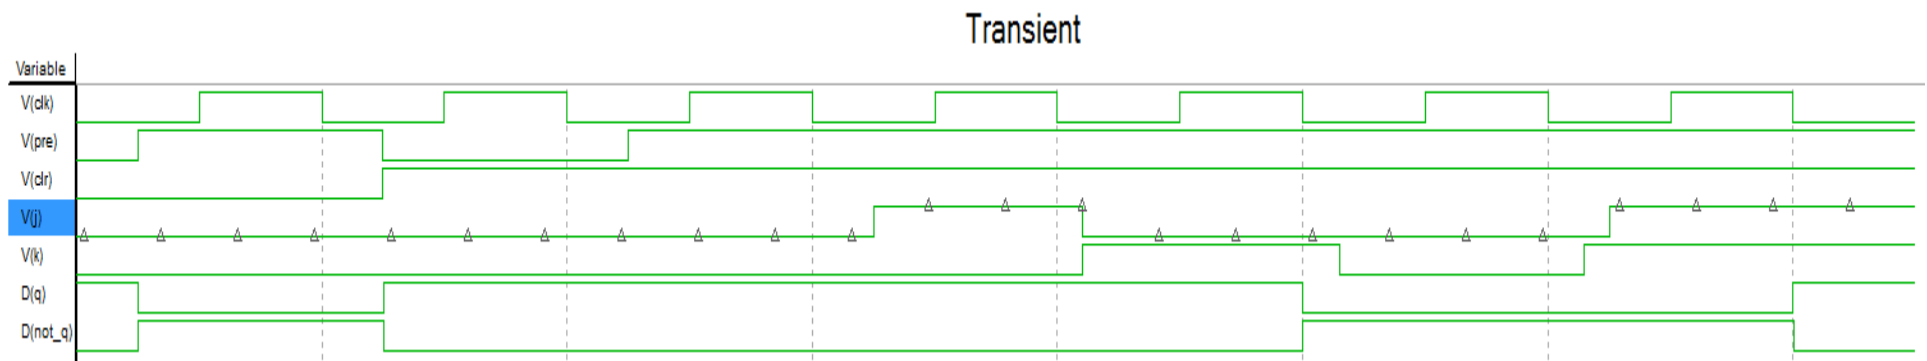 Transient
Variable
V(clk)
V(pre)
V(clr)
V(j)
V(k)
D(q)
D(not_q)